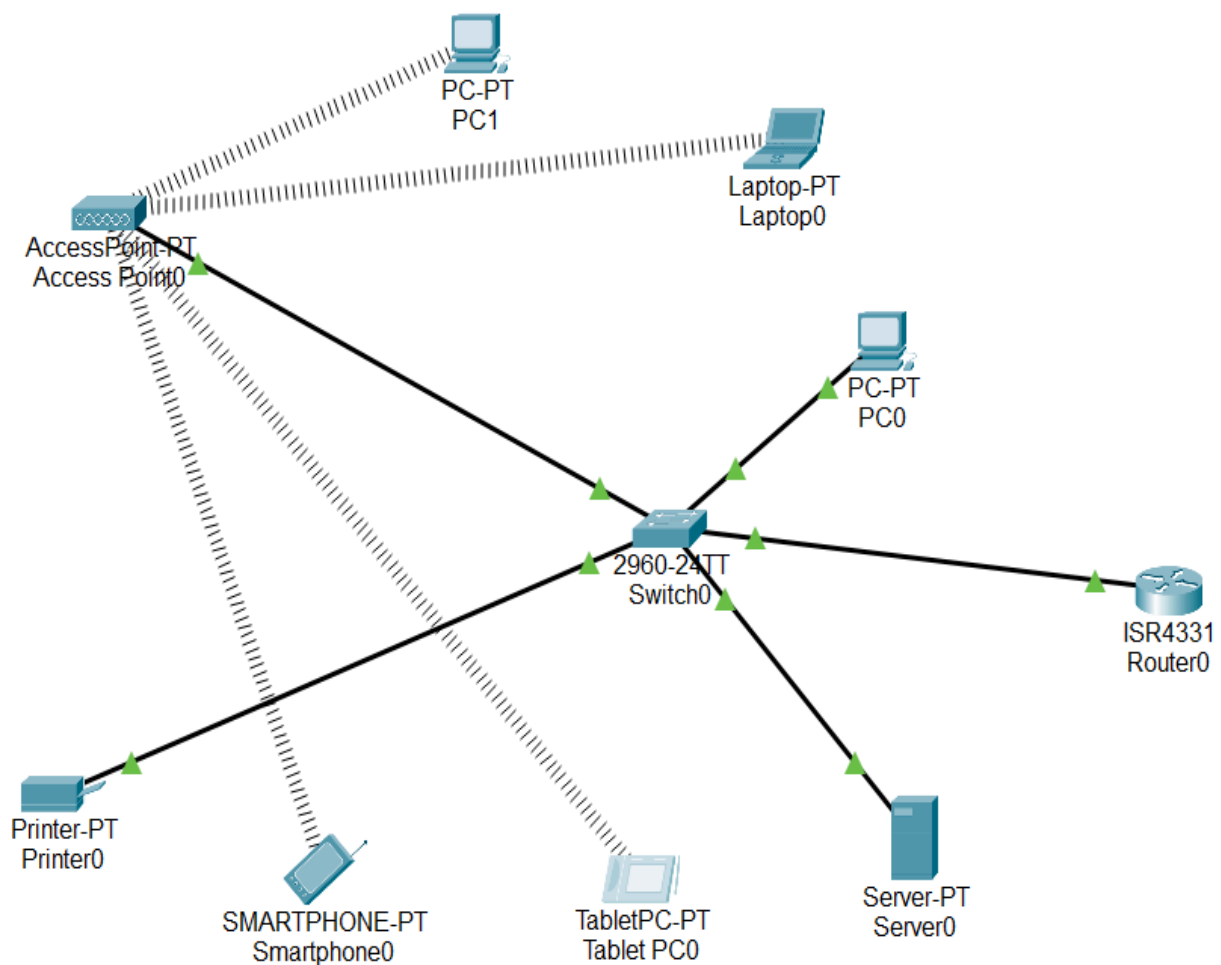 PC-PT
PC1
Laptop-PT
Laptop0
AccessPoint-PT
Access Point0
PC-PT
PC0
2960-24TT
Switch0
ISR4331
Router0
Printer-PT
Printer0
SMARTPHONE-PT
Smartphone0
TabletPC-PT
Tablet PC0
Server-PT
Server0